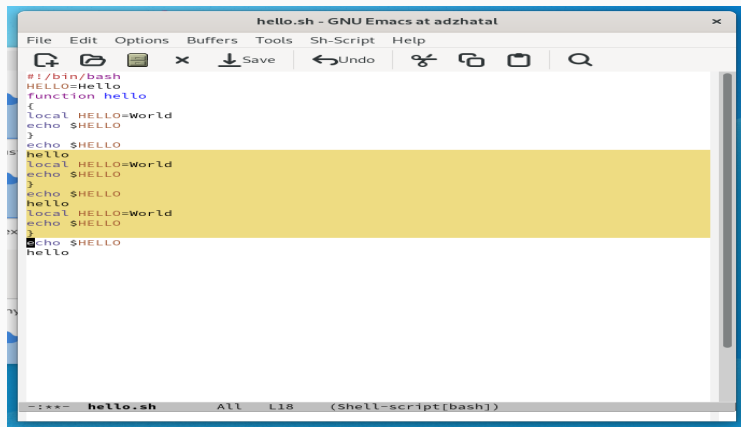 hello.sh - GNU Emacs at adzhatal ×
File Edit Options Buffers Tools Sh-Script Help
Save Undo
#!/bin/bash
HELLO=Hello
function hello
{
local HELLO=World
echo $HELLO
}
echo $HELLO
hello
local HELLO=World
echo $HELLO
}
echo $HELLO
hello
local HELLO=World
echo $HELLO
}
echo $HELLO
hello
-:**- hello.sh All L18 (Shell-script[bash])